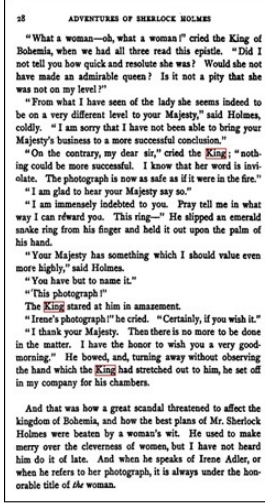 28 ADVENTURES OF SHERLOCK HOLMES
"What a woman—oh, what a woman!" cried the King of
Bohemia, when we had all three read this epistle. "Did I
not tell you how quick and resolute she was? Would she not
have made an admirable queen? Is it not a pity that she
was not on my level?"
"From what I have seen of the lady she seems indeed to
be on a very different level to your Majesty," said Holmes,
coldly. "I am sorry that I have not been able to bring your
Majesty's business to a more successful conclusion."
"On the contrary, my dear sir," cried the King; "noth-
ing could be more successful. I know that her word is invi-
olate. The photograph is now as safe as if it were in the fire."
"I am glad to hear your Majesty say so."
"I am immensely indebted to you. Pray tell me in what
way I can reward you. This ring—" He slipped an emerald
snake ring from his finger and held it out upon the palm of
his hand.
"Your Majesty has something which I should value even
more highly," said Holmes.
"You have but to name it."
"This photograph!"
The King stared at him in amazement.
"Irene's photograph!" he cried. "Certainly, if you wish it."
"I thank your Majesty. Then there is no more to be done
in the matter. I have the honor to wish you a very good-
morning." He bowed, and, turning away without observing
the hand which the King had stretched out to him, he set off
in my company for his chambers.
And that was how a great scandal threatened to affect the
kingdom of Bohemia, and how the best plans of Mr. Sherlock
Holmes were beaten by a woman's wit. He used to make
merry over the cleverness of women, but I have not heard
him do it of late. And when he speaks of Irene Adler, or
when he refers to her photograph, it is always under the hon-
orable title of the woman.